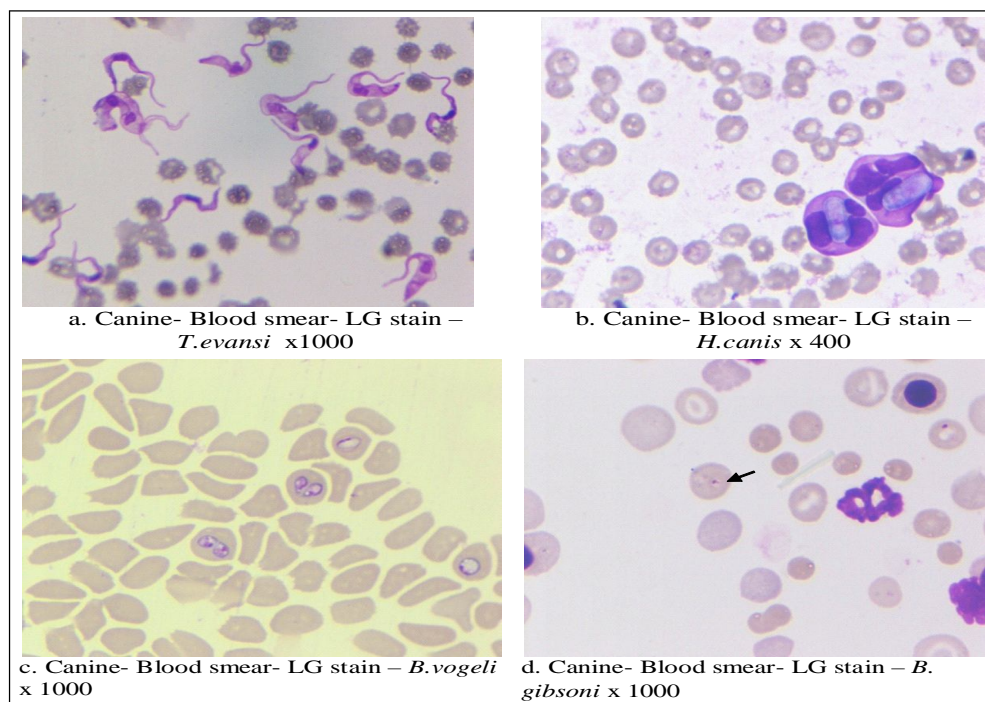 a. Canine- Blood smear- LG stain –
T.evansi x1000
b. Canine- Blood smear- LG stain –
H.canis x 400
c. Canine- Blood smear- LG stain – B.vogeli
x 1000
d. Canine- Blood smear- LG stain – B.
gibsoni x 1000